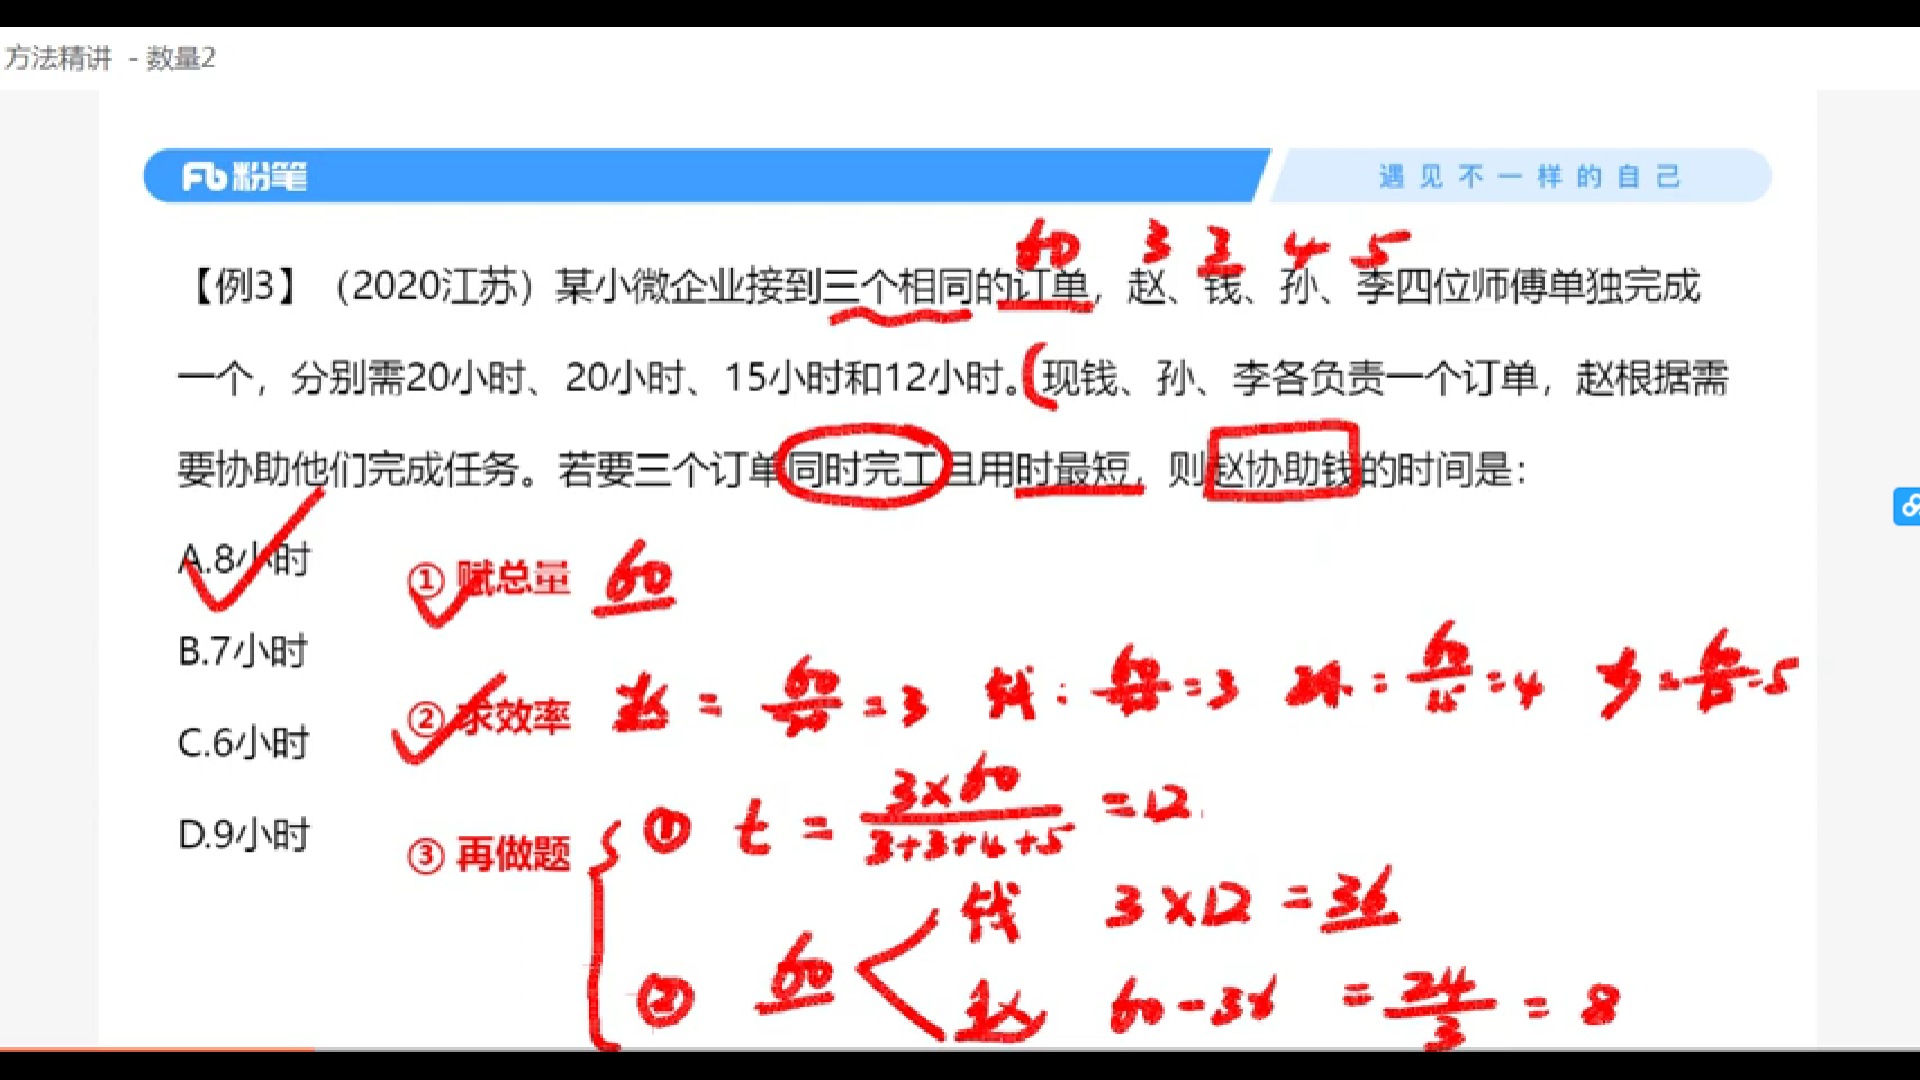 方法精讲 - 数量2
Fb粉笔
遇见不一样的自己
60 3 3 4 5
【例3】（2020江苏）某小微企业接到三个相同的订单，赵、钱、孙、李四位师傅单独完成
一个，分别需20小时、20小时、15小时和12小时。现钱、孙、李各负责一个订单，赵根据需
要协助他们完成任务。若要三个订单同时完工且用时最短，则赵协助钱的时间是：
A.8小时
① 赋总量 60
B.7小时
② 求效率 赵 = 60/20 = 3 钱: 60/20 = 3 孙: 60/15 = 4 李 = 60/12 = 5
C.6小时
① t = 3×60/3+3+4+5 = 12
D.9小时
③ 再做题
钱 3×12 = 36
② 60
赵 60-36 = 24/3 = 8